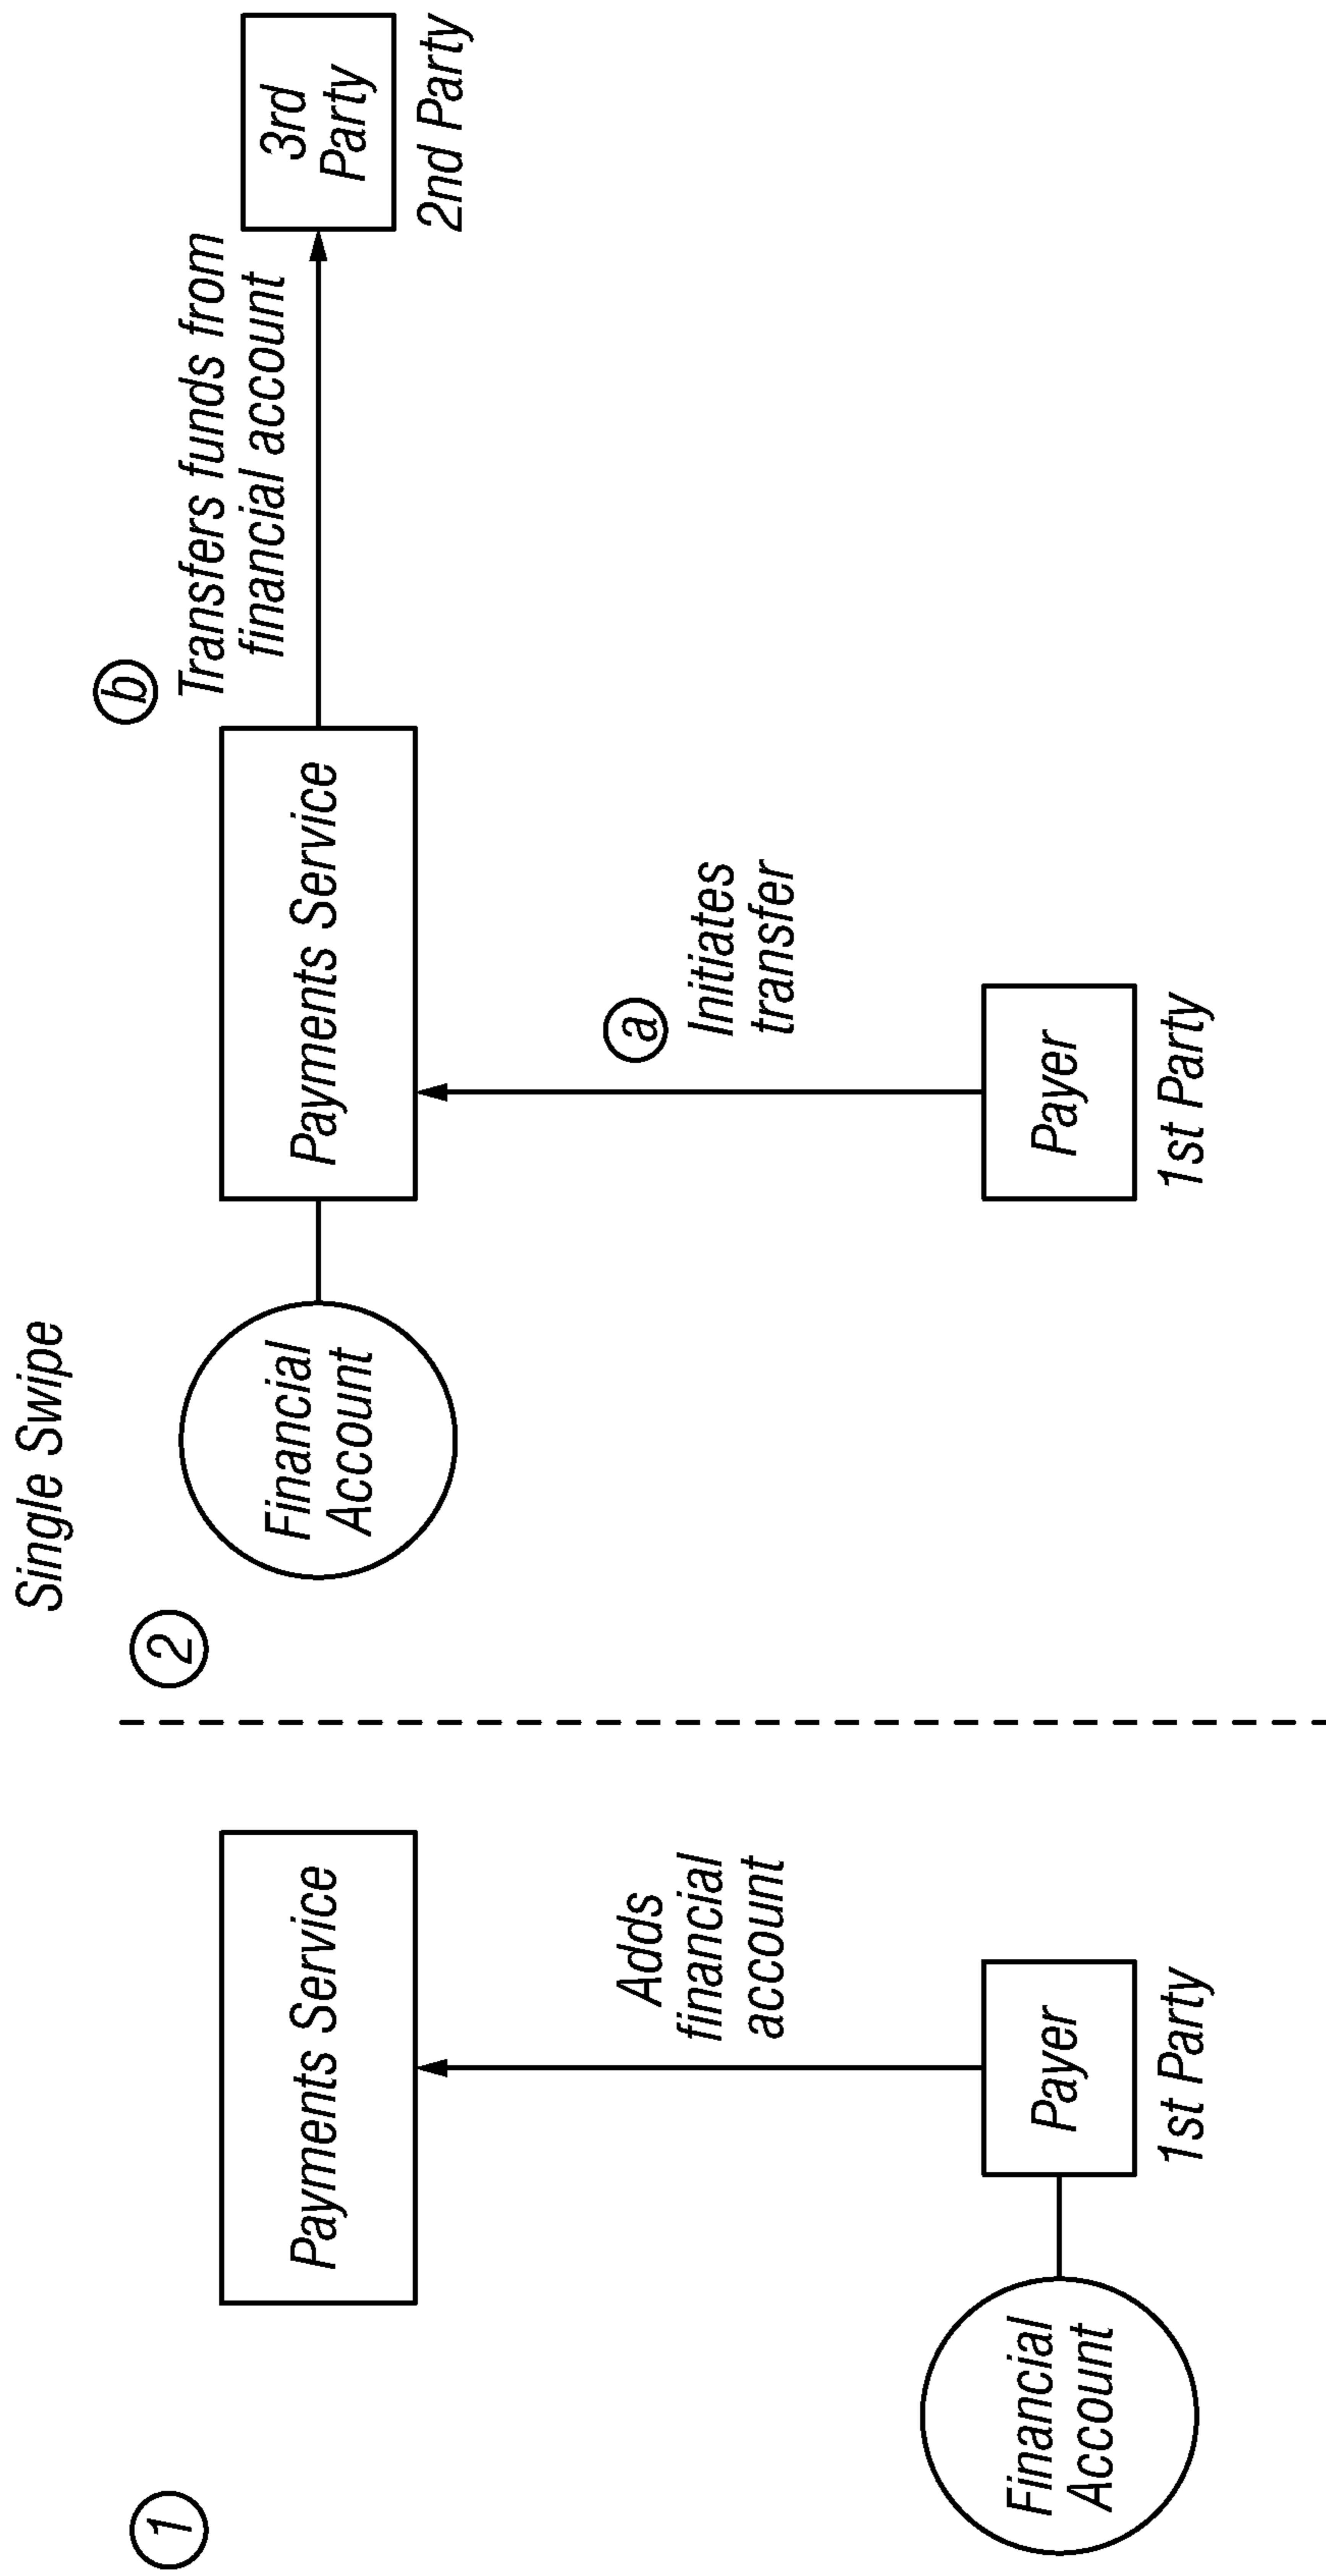 Single Swipe
1
Payments Service
Adds
financial
account
Financial
Account
Payer
1st Party
2
Financial
Account
Payments Service
b
Transfers funds from
financial account
3rd
Party
2nd Party
a
Initiates
transfer
Payer
1st Party